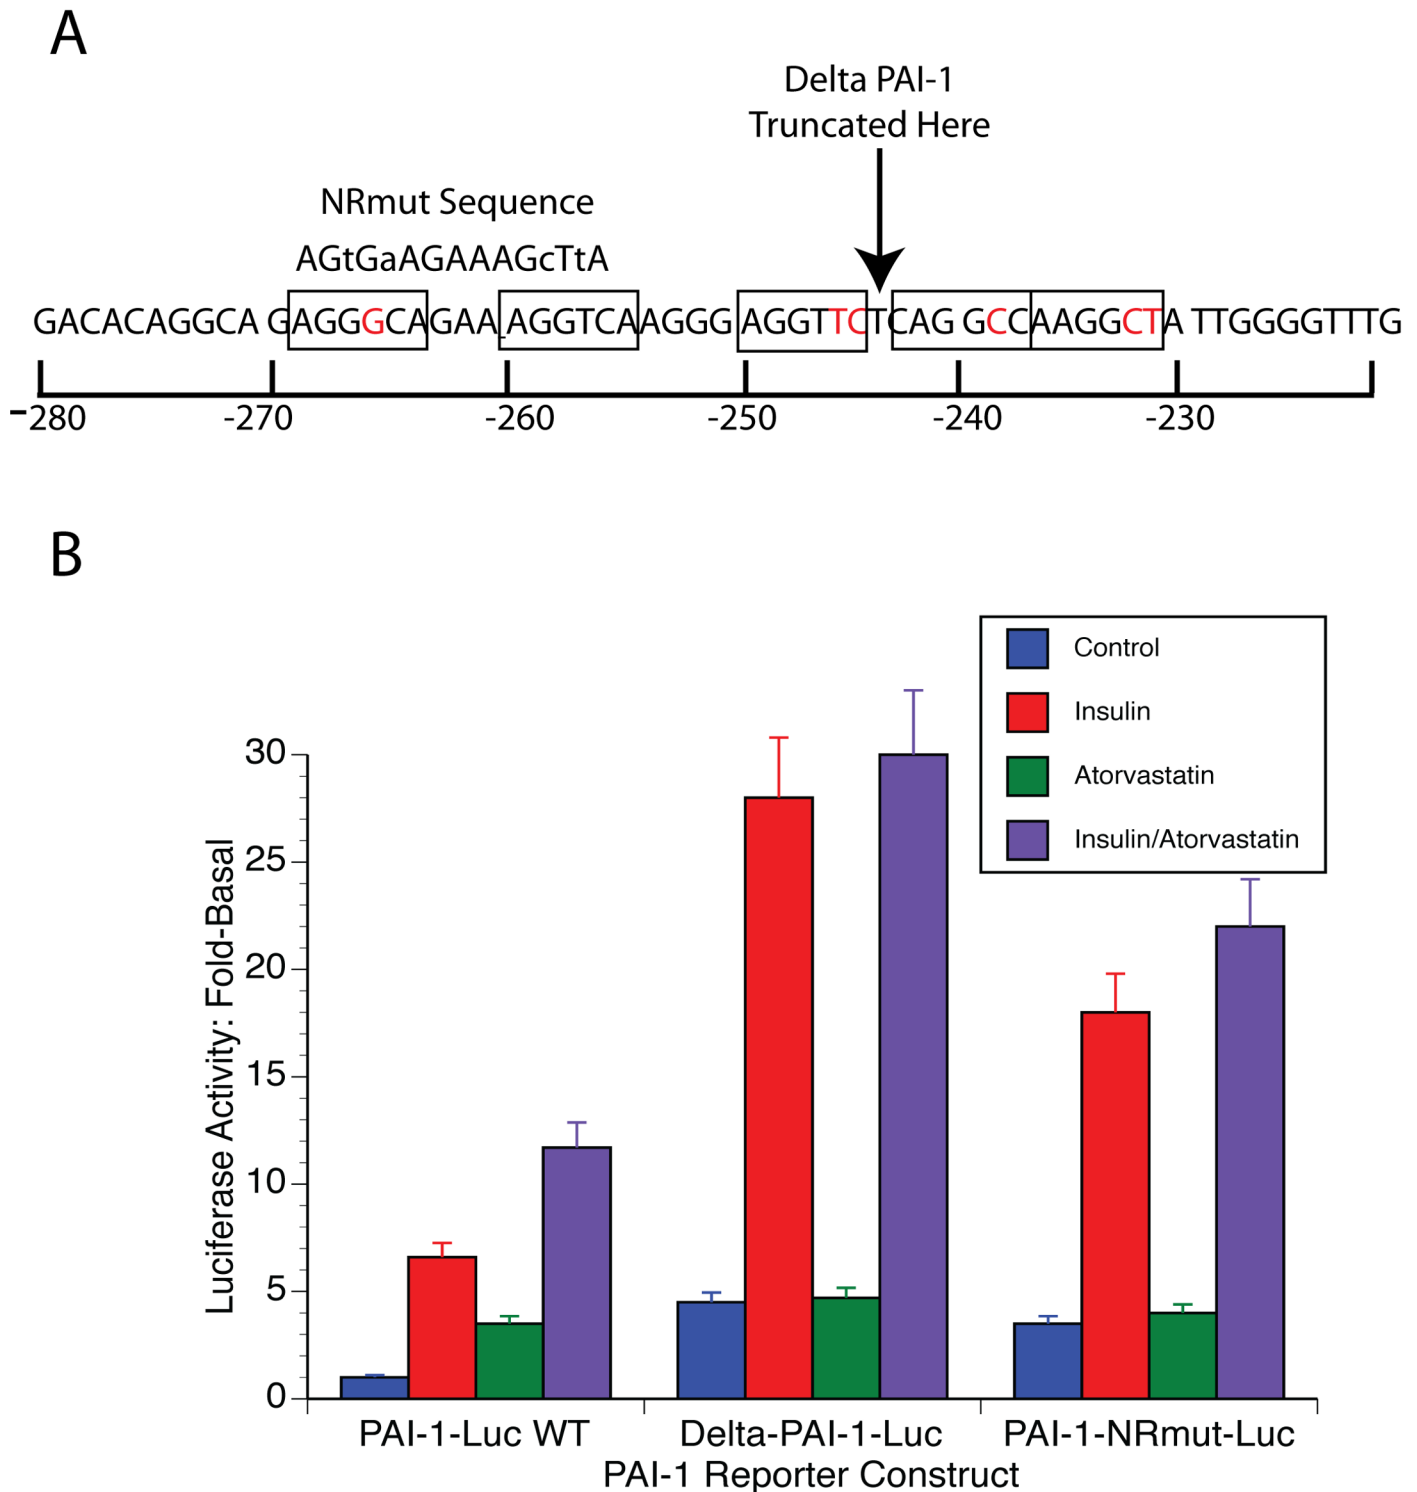 A
Delta PAI-1
Truncated Here
NRmut Sequence
AGtGaAGAAAGcTtA
GACACAGGCA GAGGGCAGAA AGGTCAAGGG AGGTTCTCAG GCCAAGGCTA TTGGGGTTTG
-280 -270 -260 -250 -240 -230
B
Control
Insulin
Atorvastatin
Insulin/Atorvastatin
Luciferase Activity: Fold-Basal
30
25
20
15
10
5
0
PAI-1-Luc WT Delta-PAI-1-Luc PAI-1-NRmut-Luc
PAI-1 Reporter Construct